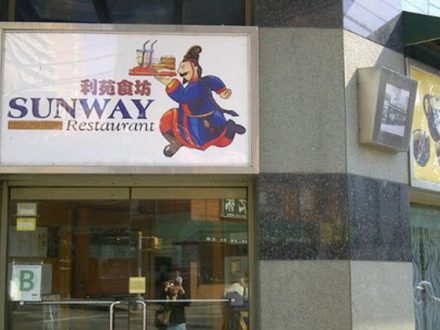 利苑食坊
SUNWAY
Restaurant
B